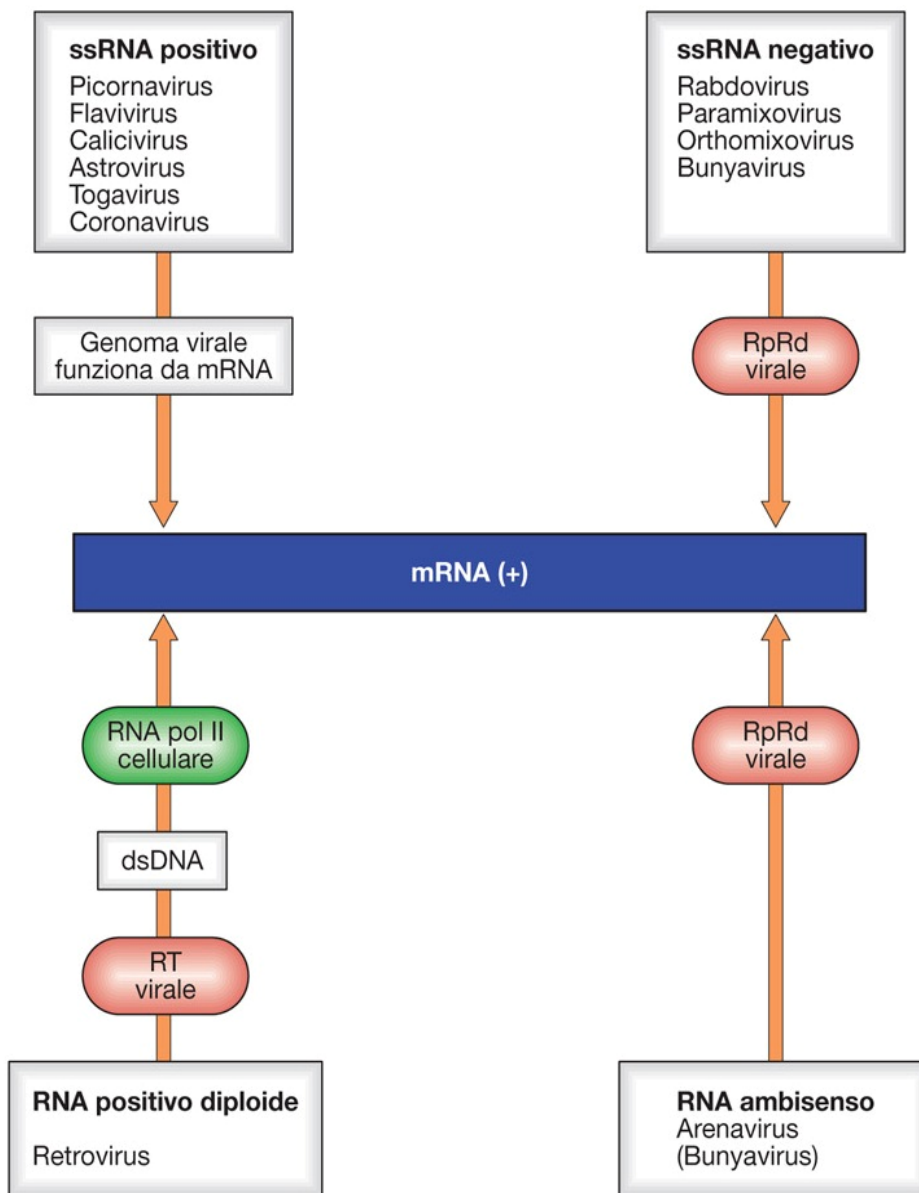 ssRNA positivo
Picornavirus
Flavivirus
Calicivirus
Astrovirus
Togavirus
Coronavirus
ssRNA negativo
Rabdovirus
Paramixovirus
Orthomixovirus
Bunyavirus
Genoma virale
funziona da mRNA
RpRd
virale
mRNA (+)
RNA pol II
cellulare
RpRd
virale
dsDNA
RT
virale
RNA positivo diploide
Retrovirus
RNA ambisenso
Arenavirus
(Bunyavirus)